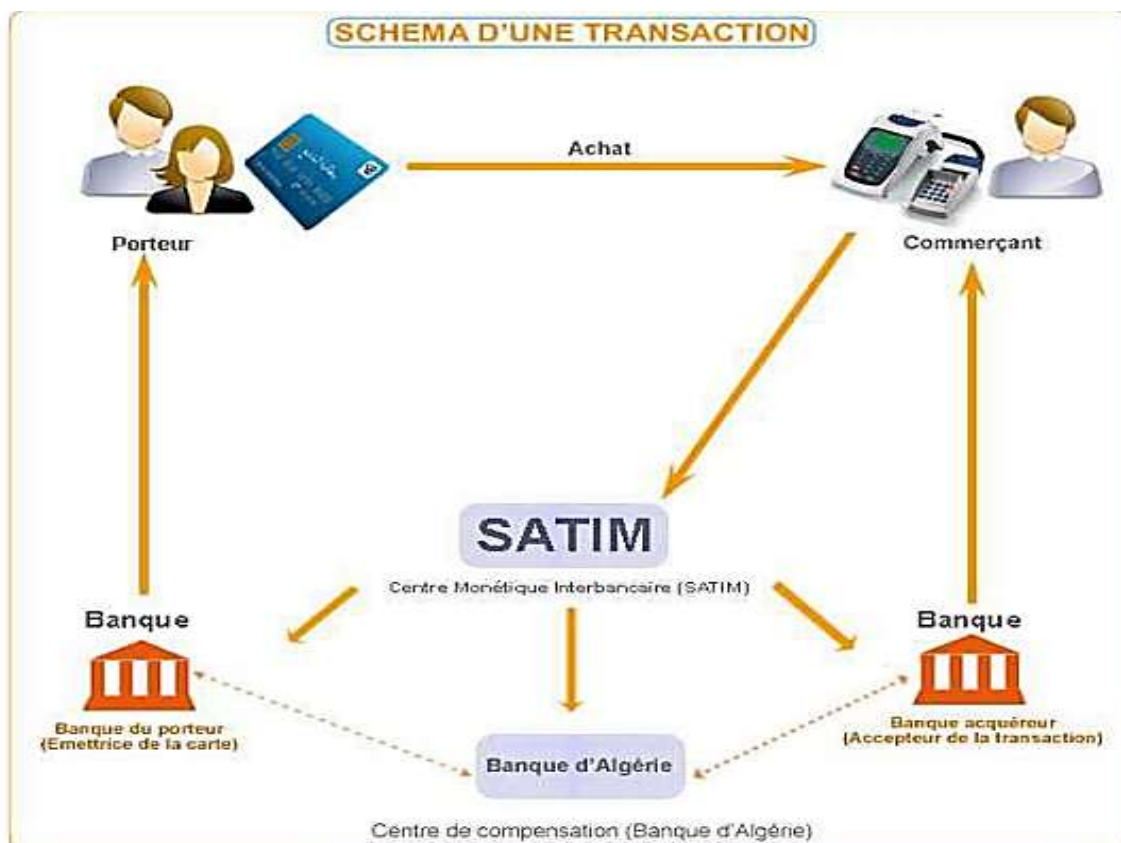 SCHEMA D'UNE TRANSACTION
Achat
Porteur
Commerçant
SATIM
Centre Monétique Interbancaire (SATIM)
Banque
Banque
Banque du porteur
(Emettrice de la carte)
Banque acquéreur
(Accepteur de la transaction)
Banque d'Algérie
Centre de compensation (Banque d'Algérie)